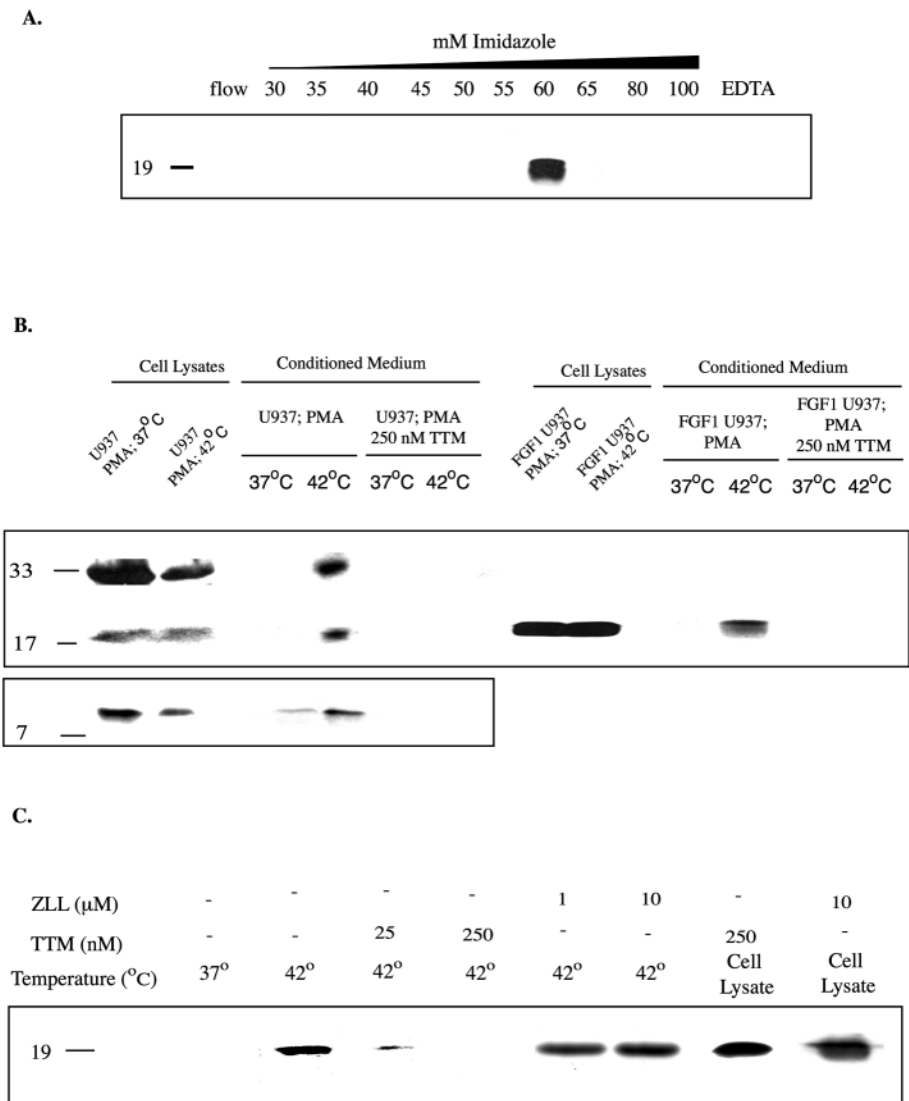 A.
mM Imidazole
flow 30 35 40 45 50 55 60 65 80 100 EDTA
19
B.
Cell Lysates Conditioned Medium Cell Lysates Conditioned Medium
U937 PMA; 37°C
U937 PMA; 42°C
U937; PMA
U937; PMA
250 nM TTM
FGF1 U937 PMA; 37°C
FGF1 U937 PMA; 42°C
FGF1 U937;
PMA
FGF1 U937;
PMA
250 nM TTM
37°C 42°C 37°C 42°C 37°C 42°C 37°C 42°C
33
17
7
C.
ZLL (µM) - - - - 1 10 - 10
TTM (nM) - - 25 250 - - 250 -
Temperature (°C) 37° 42° 42° 42° 42° 42° Cell Lysate Cell Lysate
19